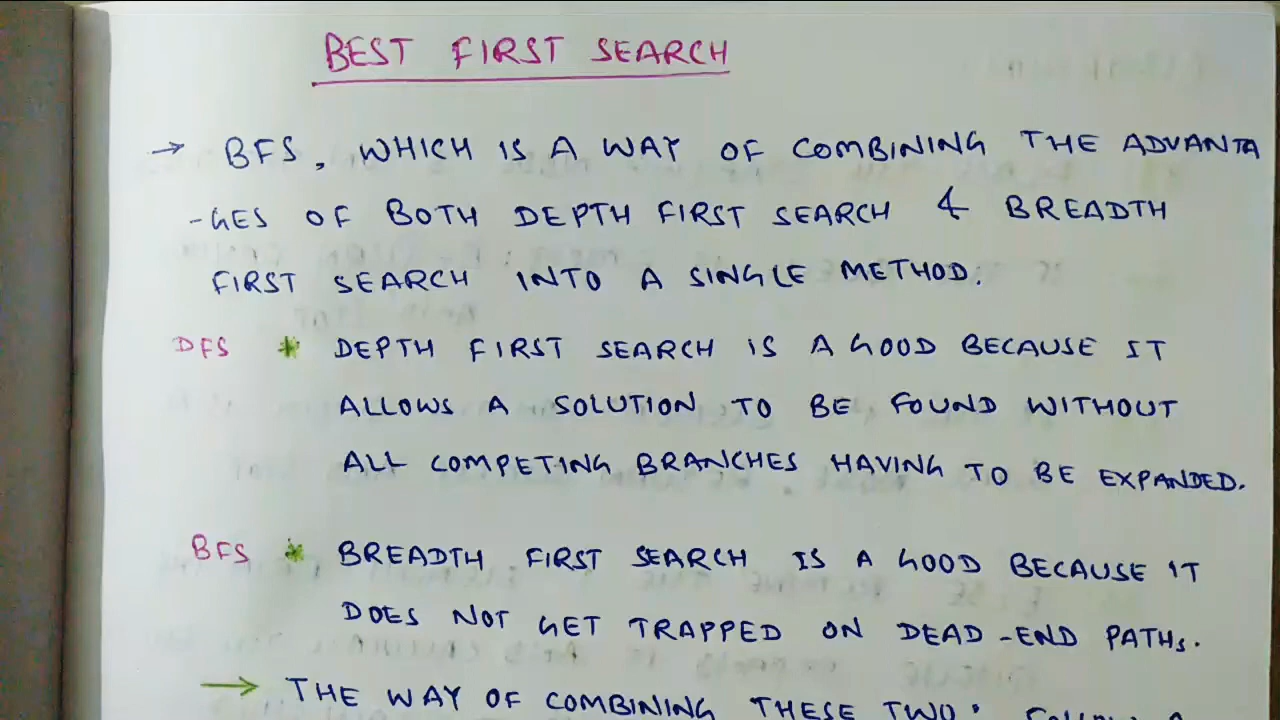 BEST FIRST SEARCH
→ BFS, WHICH IS A WAY OF COMBINING THE ADVANTA
-GES OF BOTH DEPTH FIRST SEARCH & BREADTH
FIRST SEARCH INTO A SINGLE METHOD.
DFS * DEPTH FIRST SEARCH IS A GOOD BECAUSE IT
ALLOWS A SOLUTION TO BE FOUND WITHOUT
ALL COMPETING BRANCHES HAVING TO BE EXPANDED.
BFS * BREADTH FIRST SEARCH IS A GOOD BECAUSE IT
DOES NOT GET TRAPPED ON DEAD-END PATHS.
→ THE WAY OF COMBINING THESE TWO